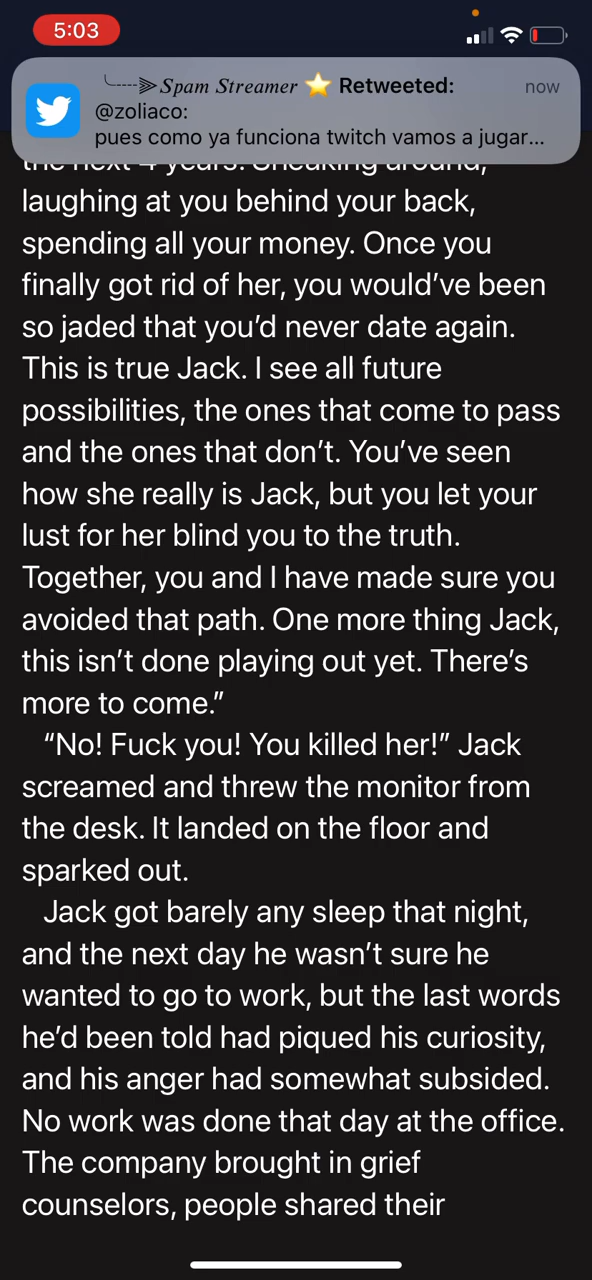 5:03
Spam Streamer ⭐ Retweeted:
now
@zoliaco:
pues como ya funciona twitch vamos a jugar...
the next 4 years. Sneaking around,
laughing at you behind your back,
spending all your money. Once you
finally got rid of her, you would’ve been
so jaded that you’d never date again.
This is true Jack. I see all future
possibilities, the ones that come to pass
and the ones that don’t. You’ve seen
how she really is Jack, but you let your
lust for her blind you to the truth.
Together, you and I have made sure you
avoided that path. One more thing Jack,
this isn’t done playing out yet. There’s
more to come.”
“No! Fuck you! You killed her!” Jack
screamed and threw the monitor from
the desk. It landed on the floor and
sparked out.
Jack got barely any sleep that night,
and the next day he wasn’t sure he
wanted to go to work, but the last words
he’d been told had piqued his curiosity,
and his anger had somewhat subsided.
No work was done that day at the office.
The company brought in grief
counselors, people shared their